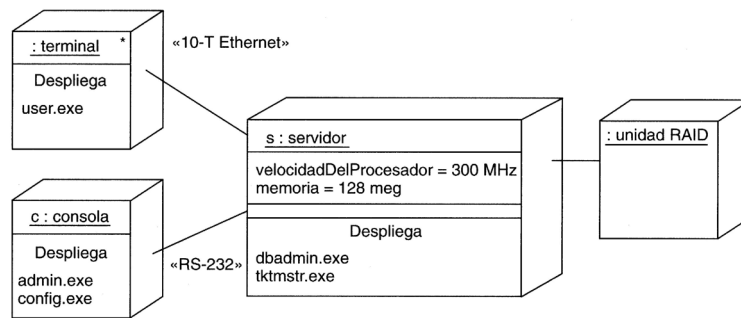 : terminal *
Despliega
user.exe
«10-T Ethernet»
c : consola
Despliega
admin.exe
config.exe
«RS-232»
s : servidor
velocidadDelProcesador = 300 MHz
memoria = 128 meg
Despliega
dbadmin.exe
tktmstr.exe
: unidad RAID